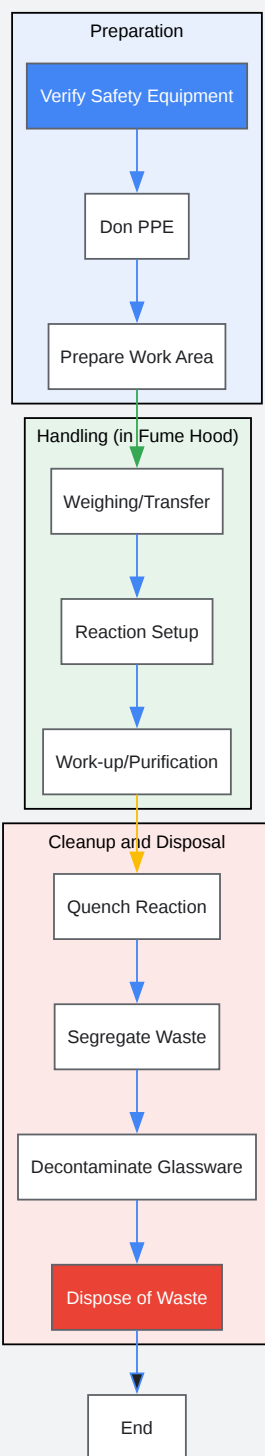 Preparation
Verify Safety Equipment
Don PPE
Prepare Work Area
Handling (in Fume Hood)
Weighing/Transfer
Reaction Setup
Work-up/Purification
Cleanup and Disposal
Quench Reaction
Segregate Waste
Decontaminate Glassware
Dispose of Waste
End